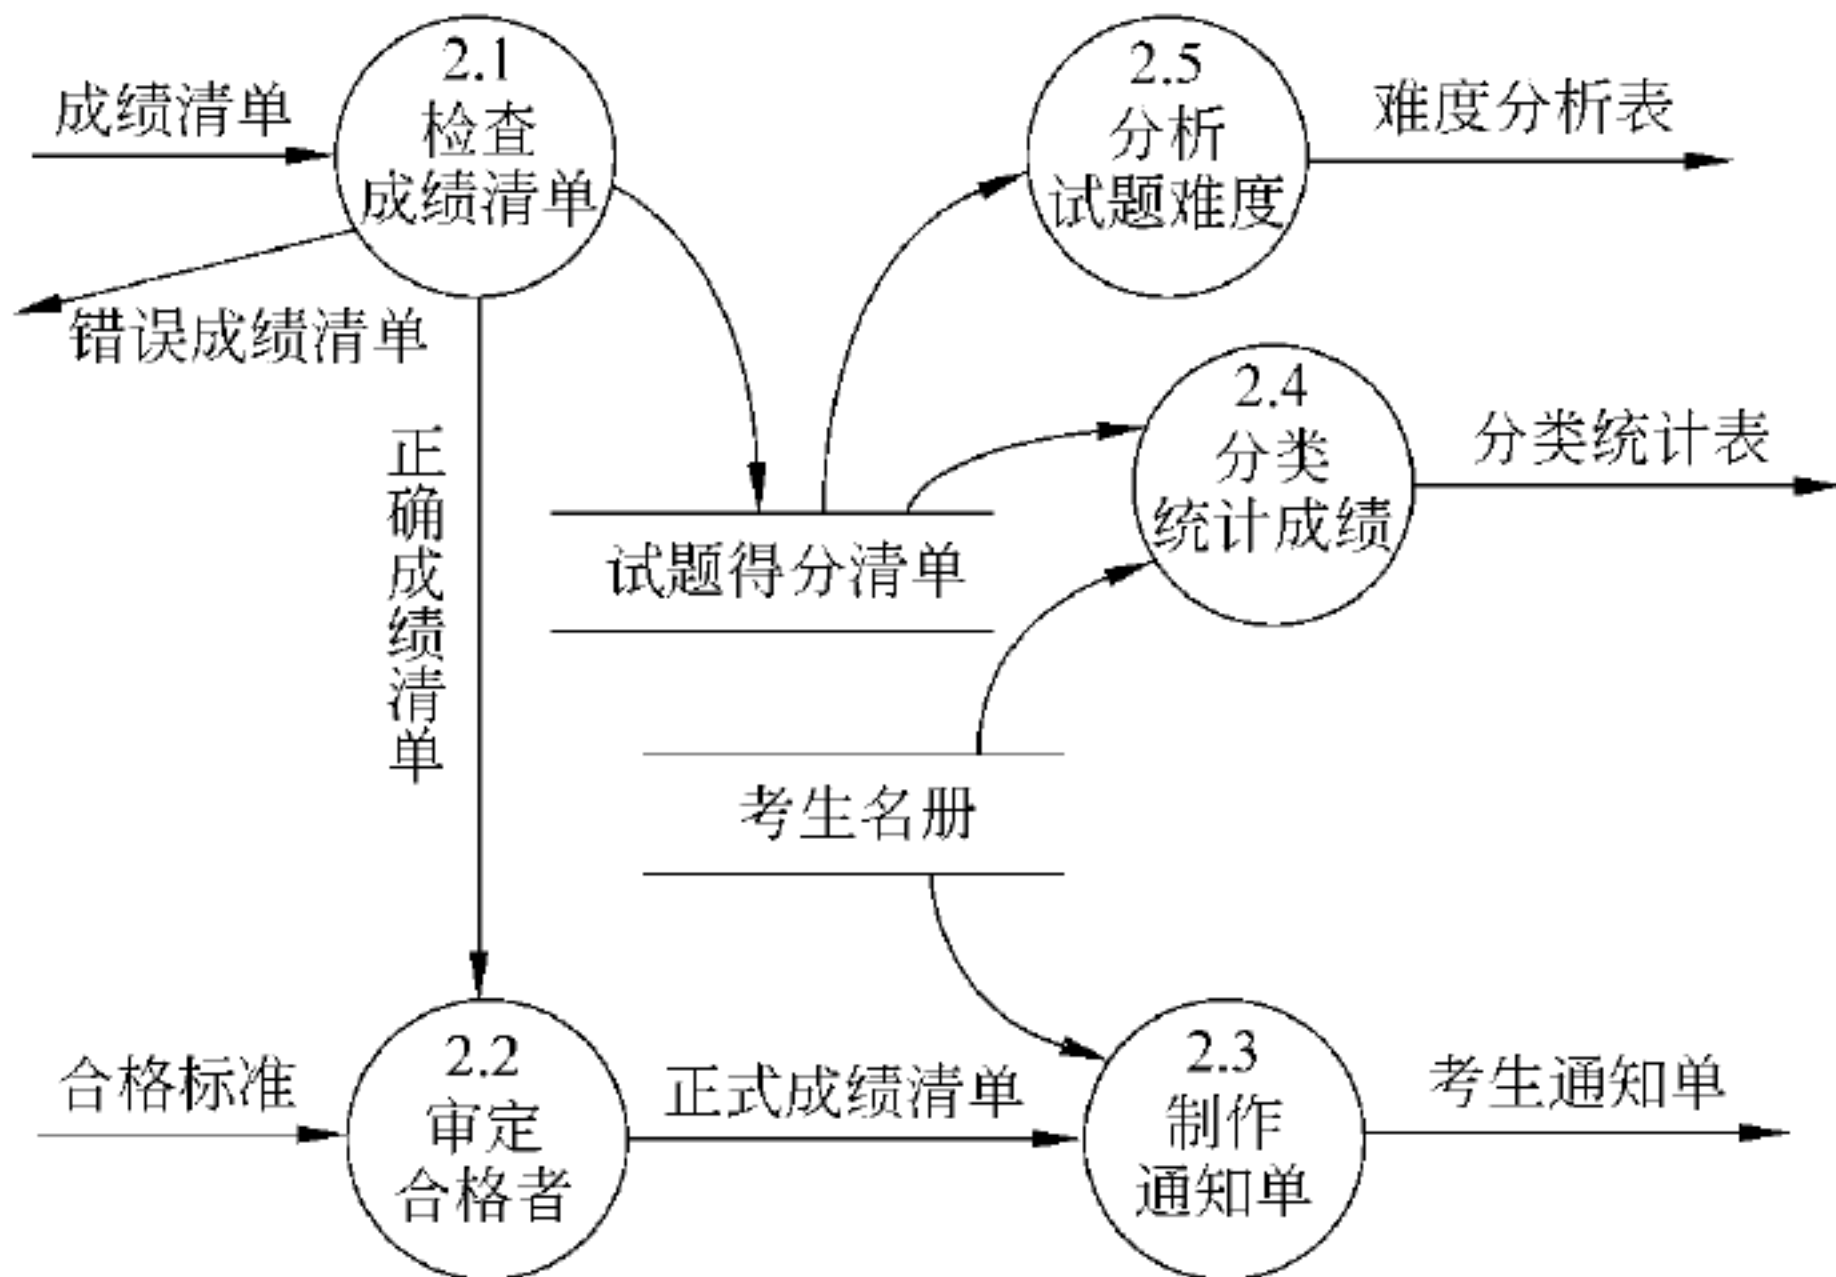 成绩清单
2.1
检查
成绩清单
错误成绩清单
2.5
分析
试题难度
难度分析表
2.4
分类
统计成绩
分类统计表
正确成绩清单
试题得分清单
考生名册
合格标准
2.2
审定
合格者
正式成绩清单
2.3
制作
通知单
考生通知单